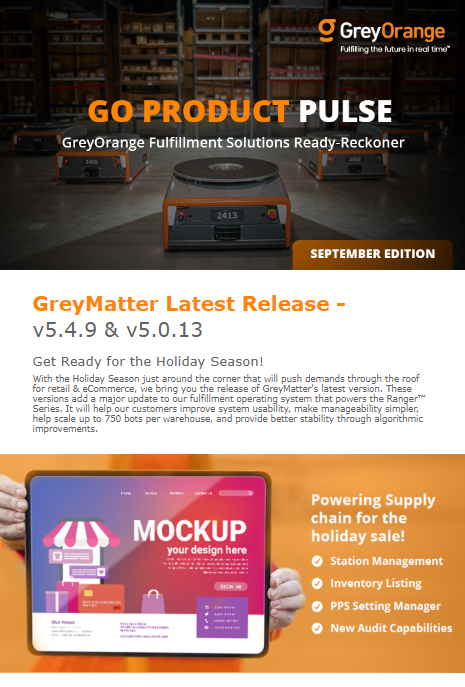 GreyOrange
Fulfilling the future in real time™
GO PRODUCT PULSE
GreyOrange Fulfillment Solutions Ready-Reckoner
2413
SEPTEMBER EDITION
GreyMatter Latest Release -
v5.4.9 & v5.0.13
Get Ready for the Holiday Season!
With the Holiday Season just around the corner that will push demands through the roof
for retail & eCommerce, we bring you the release of GreyMatter's latest version. These
versions add a major update to our fulfillment operating system that powers the Ranger™
Series. It will help our customers improve system usability, make manageability simpler,
help scale up to 750 bots per warehouse, and provide better stability through algorithmic
improvements.
Home Service Portfolio Contact us
MOCKUP
your design here
SIGN IN
Our News
Powering Supply
chain for the
holiday sale!
Station Management
Inventory Listing
PPS Setting Manager
New Audit Capabilities